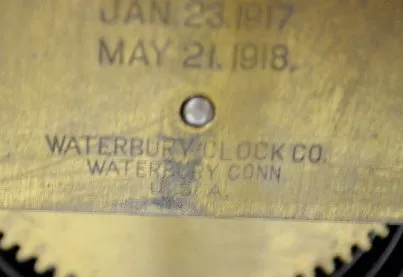 JAN. 23. 1917
MAY 21. 1918.
WATERBURY CLOCK CO.
WATERBURY CONN
U.S.A.